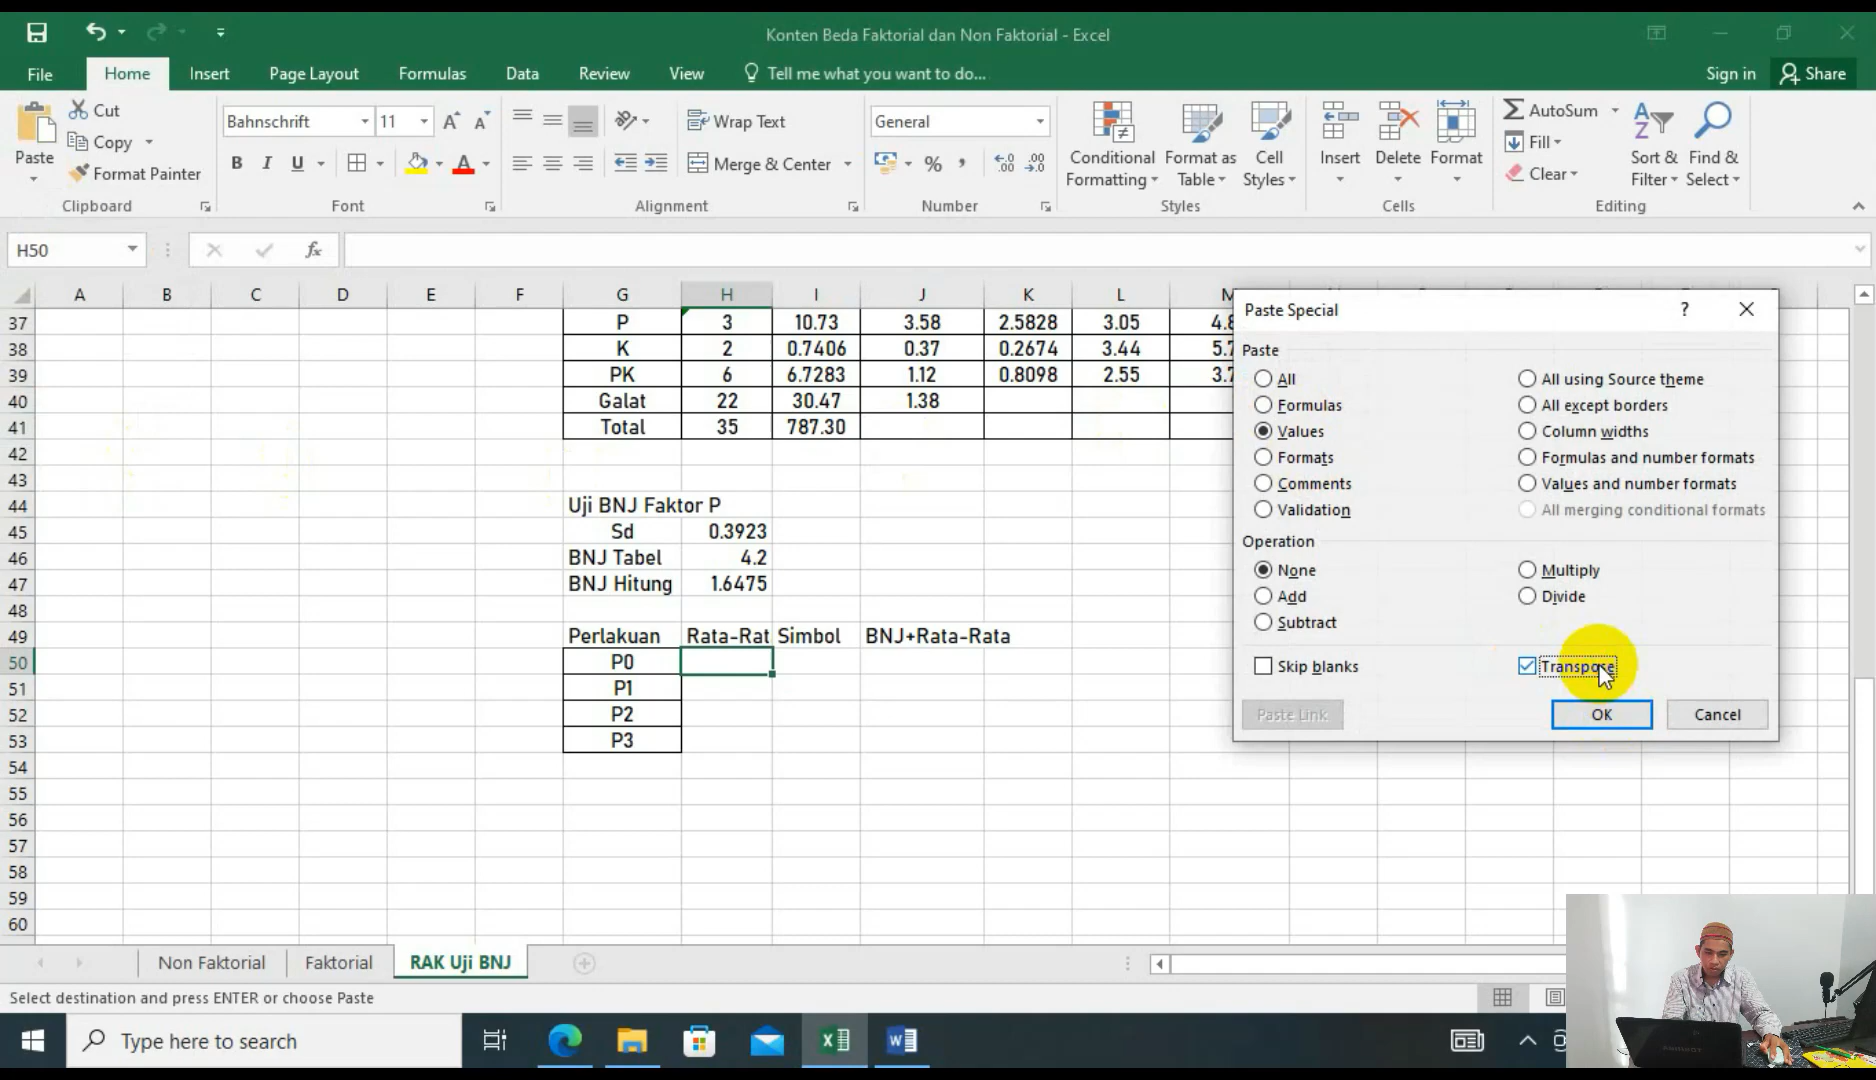 Konten Beda Faktorial dan Non Faktorial - Excel
File Home Insert Page Layout Formulas Data Review View Tell me what you want to do... Sign in Share
Paste
Cut
Copy
Format Painter
Clipboard
Bahnschrift 11
B I U
Font
Wrap Text
Merge & Center
Alignment
General
% ,
Number
Conditional Formatting
Format as Table
Cell Styles
Styles
Insert
Delete
Format
Cells
AutoSum
Fill
Clear
Sort & Filter
Find & Select
Editing
H50 fx
A B C D E F G H I J K L
37 P 3 10.73 3.58 2.5828 3.05 4.8
38 K 2 0.7406 0.37 0.2674 3.44 5.7
39 PK 6 6.7283 1.12 0.8098 2.55 3.7
40 Galat 22 30.47 1.38
41 Total 35 787.30
42
43
44 Uji BNJ Faktor P
45 Sd 0.3923
46 BNJ Tabel 4.2
47 BNJ Hitung 1.6475
48
49 Perlakuan Rata-Rat Simbol BNJ+Rata-Rata
50 P0
51 P1
52 P2
53 P3
54
55
56
57
58
59
60
Paste Special ?
Paste
All
All using Source theme
Formulas
All except borders
Values
Column widths
Formats
Formulas and number formats
Comments
Values and number formats
Validation
All merging conditional formats
Operation
None
Multiply
Add
Divide
Subtract
Skip blanks
Transpose
Paste Link
OK
Cancel
Non Faktorial Faktorial RAK Uji BNJ
Select destination and press ENTER or choose Paste
Type here to search